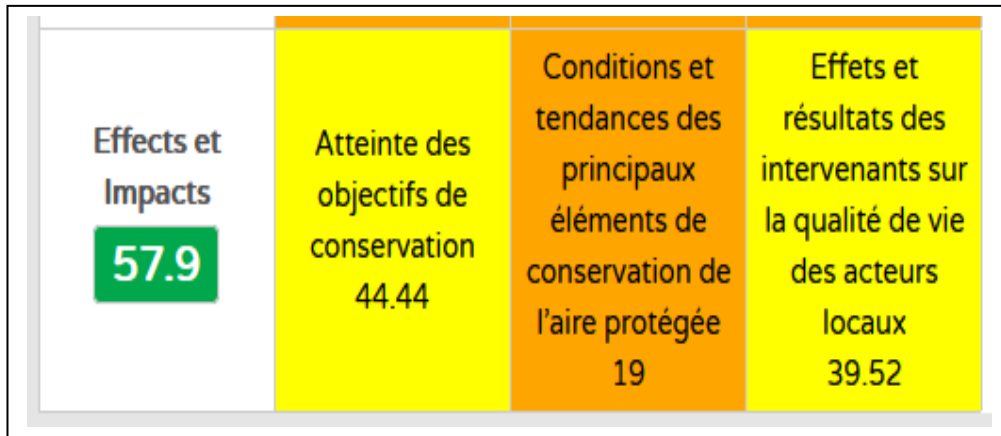 Effects et
Impacts
57.9
Atteinte des
objectifs de
conservation
44.44
Conditions et
tendances des
principaux
éléments de
conservation de
l'aire protégée
19
Effets et
résultats des
intervenants sur
la qualité de vie
des acteurs
locaux
39.52